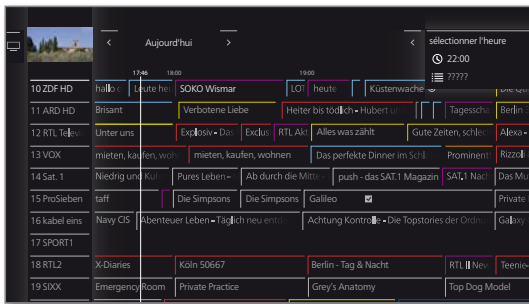 Aujourd'hui
sélectionner l'heure
22:00
?????
17:46 18:00 19:00
10 ZDF HD hallo Leute heu SOKO Wismar LOT heute Küstenwache
11 ARD HD Brisant Verbotene Liebe Heiter bis tödlich - Hubert Tagesscha Berlin
12 RTL Televi Unter uns Explosiv - Das Exclus RTL Akt Alles was zählt Gute Zeiten, schlec Alexa -
13 VOX mieten, kaufen, woh mieten, kaufen, wohnen Das perfekte Dinner im Schl Prominent! Rizzoli
14 Sat. 1 Niedrig und Ku Pures Leben - Ab durch die Mitte - push - das SAT.1 Magazin SAT.1 Nach Das Mu
15 ProSieben taff Die Simpsons Die Simpsons Galileo Private
16 kabel eins Navy CIS Abenteuer Leben - Täglich neu entd Achtung Kontrolle - Die Topstories der Ordnu Galaxy
17 SPORT1
18 RTL2 X-Diaries Köln 50667 Berlin - Tag & Nacht RTL II New Teenie-
19 SIXX Emergency Room Private Practice Grey's Anatomy Top Dog Model